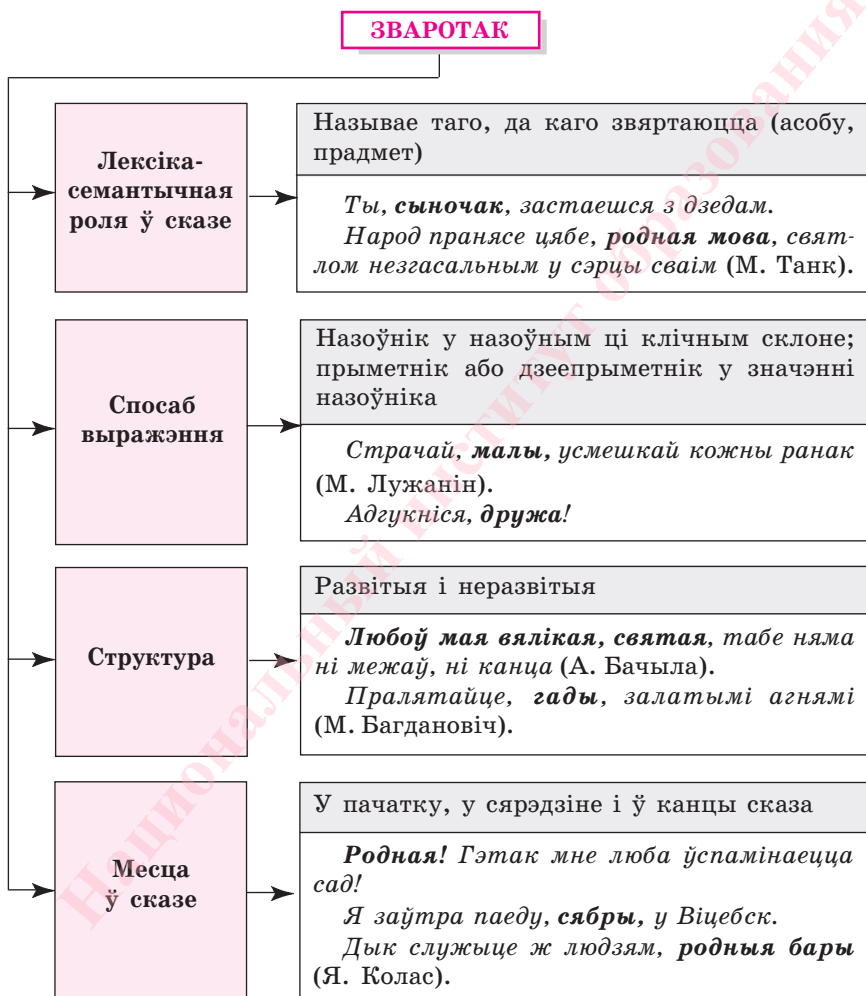 ЗВАРОТАК
Лексіка-
семантычная
роля ў сказе
Называе таго, да каго звяртаюцца (асобу,
прадмет)
Ты, сыночак, застаешся з дзедам.
Народ пранясе цябе, родная мова, свят-
лом незгасальным у сэрцы сваім (М. Танк).
Спосаб
выражэння
Назоўнік у назоўным ці клічным склоне;
прыметнік або дзеепрыметнік у значэнні
назоўніка
Страчай, малы, усмешкай кожны ранак
(М. Лужанін).
Адгукніся, дружа!
Структура
Развітыя і неразвітыя
Любоў мая вялікая, святая, табе няма
ні межаў, ні канца (А. Бачыла).
Пралятайце, гады, залатымі агнямі
(М. Багдановіч).
Месца
ў сказе
У пачатку, у сярэдзіне і ў канцы сказа
Родная! Гэтак мне люба ўспамінаецца
сад!
Я заўтра паеду, сябры, у Віцебск.
Дык служыце ж людзям, родныя бары
(Я. Колас).
Национальный институт образования